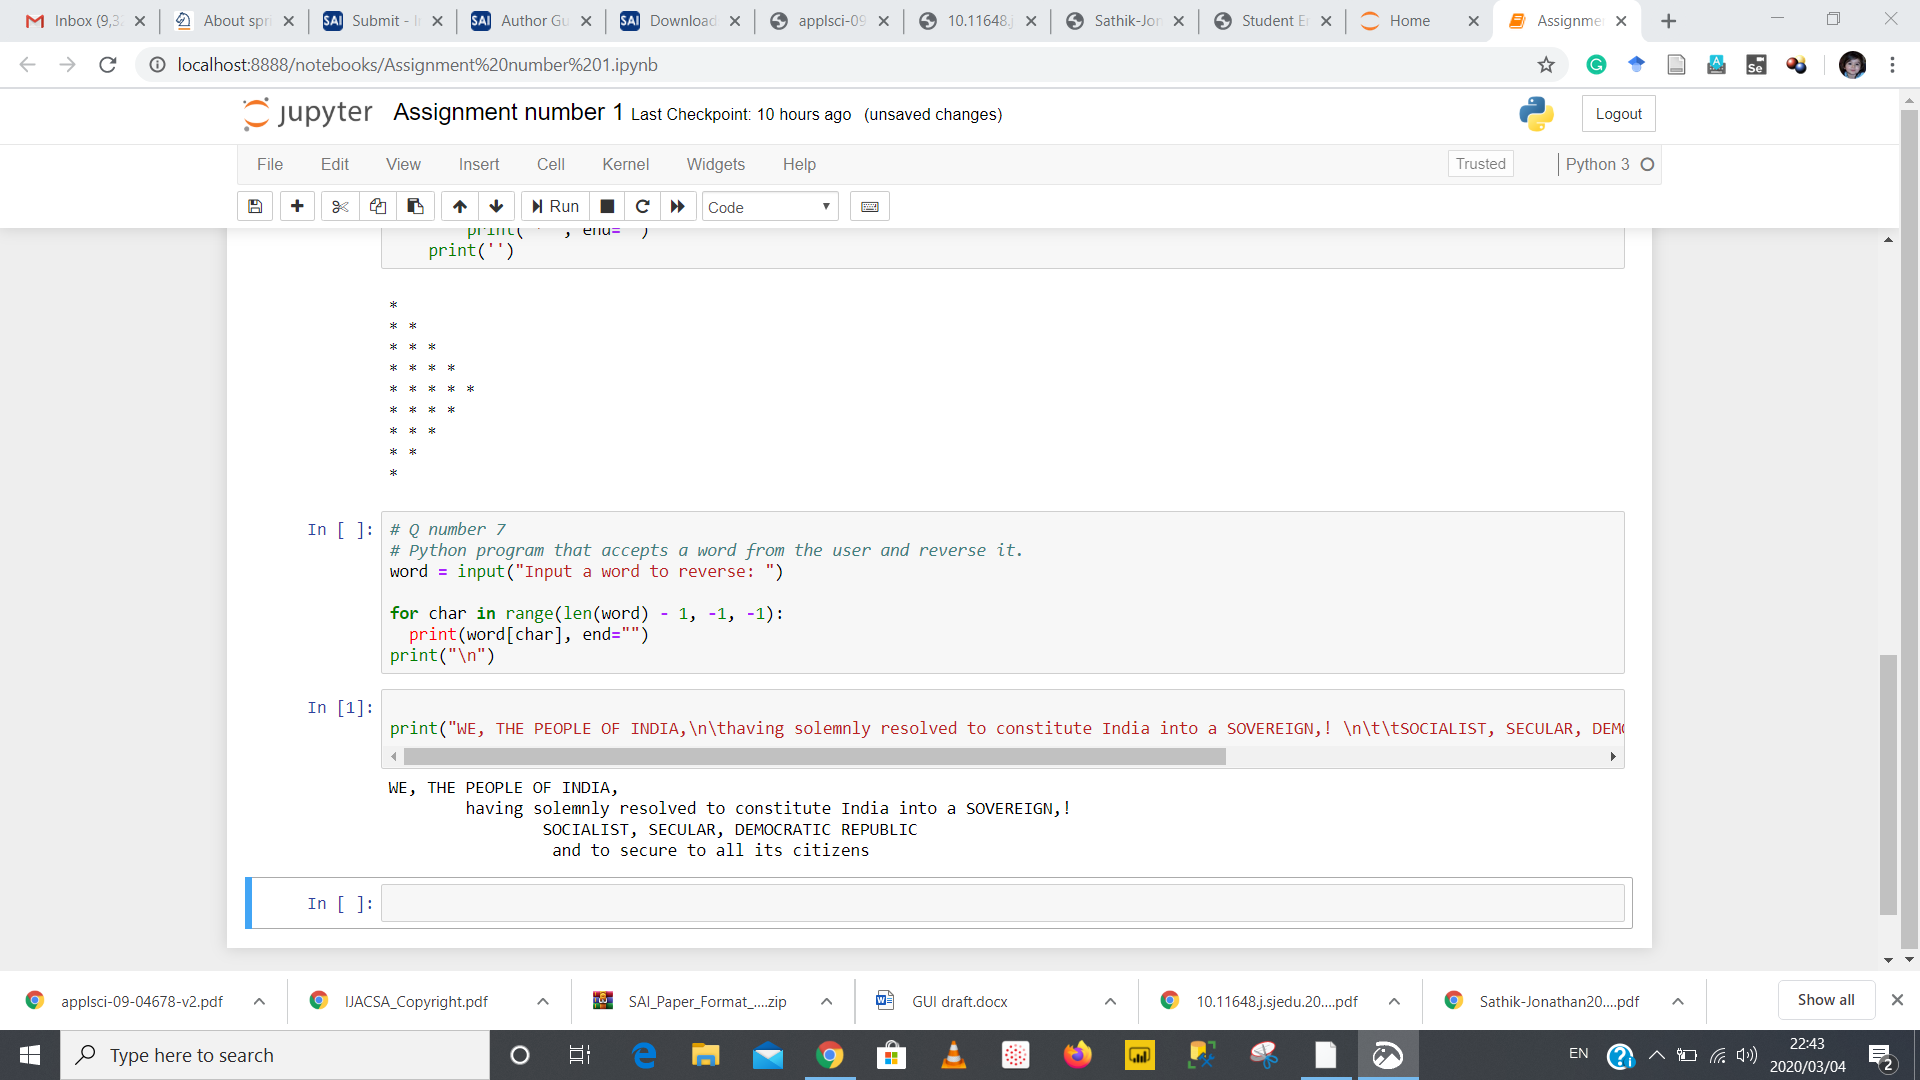 Inbox (9,3
About spri
SAI Submit - I
SAI Author Gu
SAI Download
applsci-09
10.11648.j
Sathik-Jon
Student En
Home
Assignme
localhost:8888/notebooks/Assignment%20number%201.ipynb
jupyter Assignment number 1 Last Checkpoint: 10 hours ago (unsaved changes)
Logout
File Edit View Insert Cell Kernel Widgets Help
Trusted
Python 3
Run
Code
print('* ', end='')
print('')
*
* *
* * *
* * * *
* * * * *
* * * *
* * *
* *
*
In [ ]:
# Q number 7
# Python program that accepts a word from the user and reverse it.
word = input("Input a word to reverse: ")
for char in range(len(word) - 1, -1, -1):
print(word[char], end="")
print("\n")
In [1]:
print("WE, THE PEOPLE OF INDIA,\n\thaving solemnly resolved to constitute India into a SOVEREIGN,! \n\t\tSOCIALIST, SECULAR, DEMO
WE, THE PEOPLE OF INDIA,
having solemnly resolved to constitute India into a SOVEREIGN,!
SOCIALIST, SECULAR, DEMOCRATIC REPUBLIC
and to secure to all its citizens
In [ ]:
applsci-09-04678-v2.pdf
IJACSA_Copyright.pdf
SAI_Paper_Format_....zip
GUI draft.docx
10.11648.j.sjedu.20....pdf
Sathik-Jonathan20....pdf
Show all
Type here to search
EN
22:43
2020/03/04
2